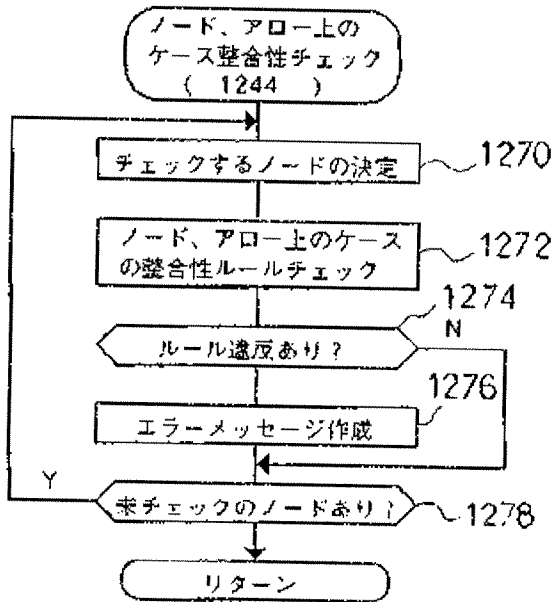 ノード、アロー上の
ケース整合性チェック
( 1244 )
チェックするノードの決定
1270
ノード、アロー上のケース
の整合性ルールチェック
1272
1274
ルール違反あり?
N
1276
エラーメッセージ作成
Y
未チェックのノードあり?
1278
リターン